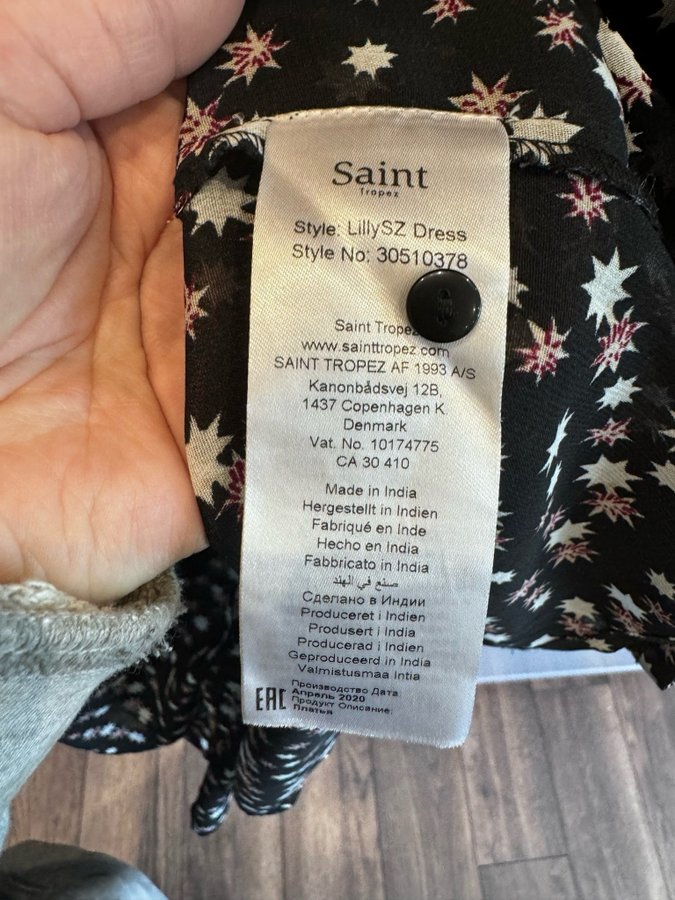 Saint
Tropez
Style: LillySZ Dress
Style No: 30510378
Saint Tropez
www.sainttropez.com
SAINT TROPEZ AF 1993 A/S
Kanonbådsvej 12B,
1437 Copenhagen K
Denmark
Vat. No. 10174775
CA 30 410
Made in India
Hergestellt in Indien
Fabriqué en Inde
Hecho en India
Fabbricato in India
صنع في الهند
Сделано в Индии
Produceret i Indien
Produsert i India
Producerad i Indien
Geproduceerd in India
Valmistusmaa Intia
EAC
Производство Дата:
Апрель 2020
Продукт Описание:
Платья